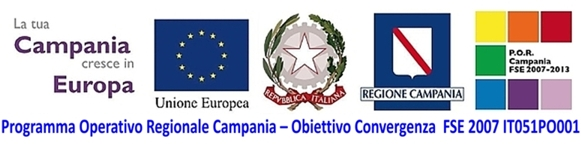 La tua
Campania
cresce in
Europa
Unione Europea
REPVBBLICA ITALIANA
REGIONE CAMPANIA
P.O.R.
Campania
FSE 2007-2013
Programma Operativo Regionale Campania – Obiettivo Convergenza FSE 2007 IT051PO001